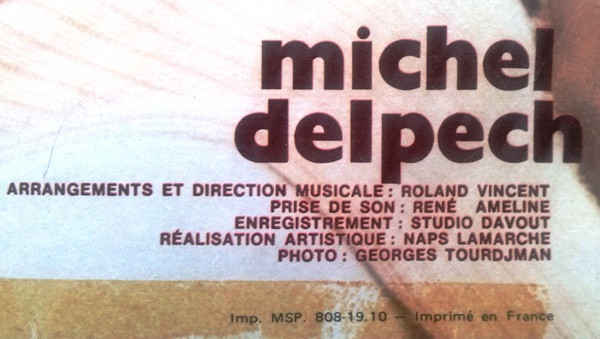 michel
delpech
ARRANGEMENTS ET DIRECTION MUSICALE : ROLAND VINCENT
PRISE DE SON : RENÉ AMELINE
ENREGISTREMENT : STUDIO DAVOUT
RÉALISATION ARTISTIQUE : NAPS LAMARCHE
PHOTO : GEORGES TOURDJMAN
Imp. MSP. 808-19.10 – Imprimé en France